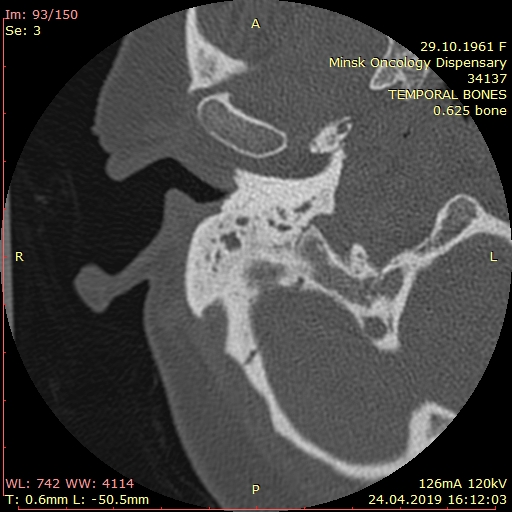 Im: 93/150
Se: 3
A
29.10.1961 F
Minsk Oncology Dispensary
34137
TEMPORAL BONES
0.625 bone
R
L
WL: 742 WW: 4114
T: 0.6mm L: -50.5mm
P
126mA 120kV
24.04.2019 16:12:03